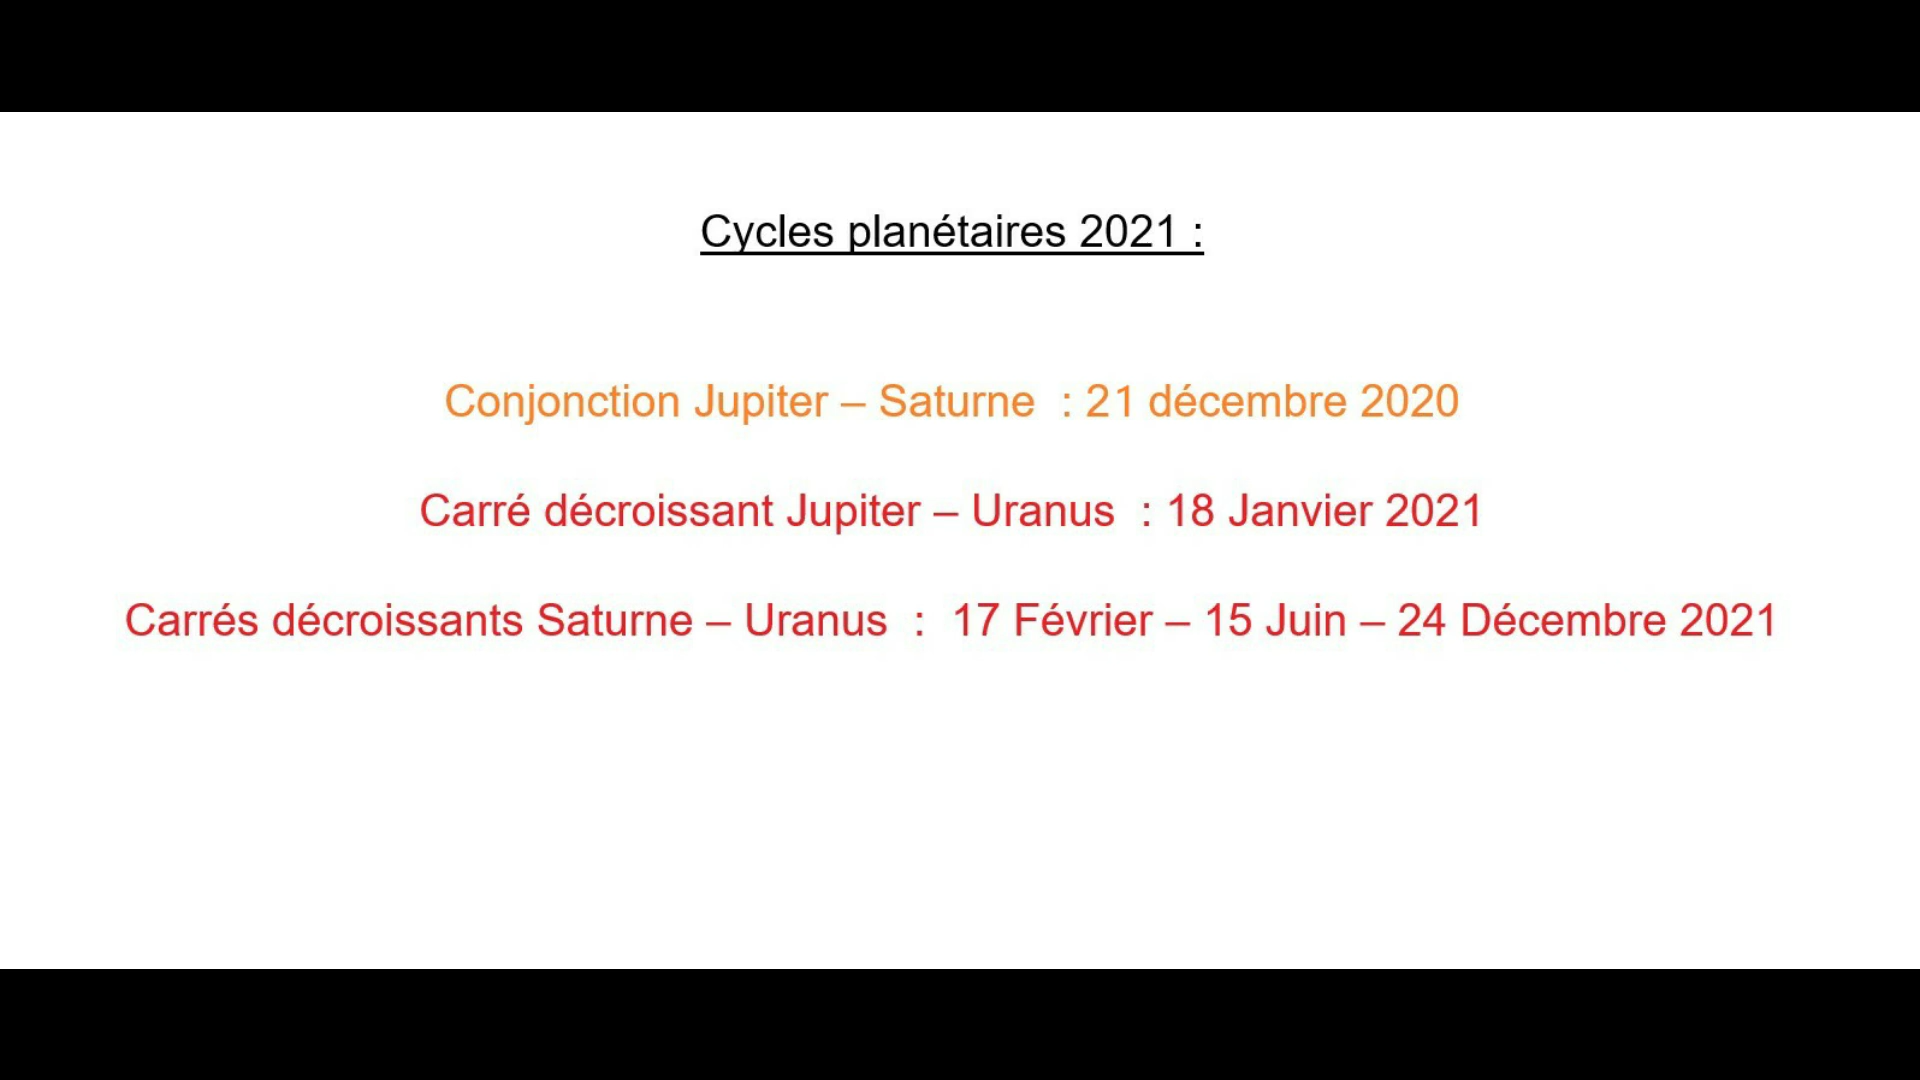 Cycles planétaires 2021 :
Conjonction Jupiter – Saturne  : 21 décembre 2020
Carré décroissant Jupiter – Uranus  : 18 Janvier 2021
Carrés décroissants Saturne – Uranus  :  17 Février – 15 Juin – 24 Décembre 2021